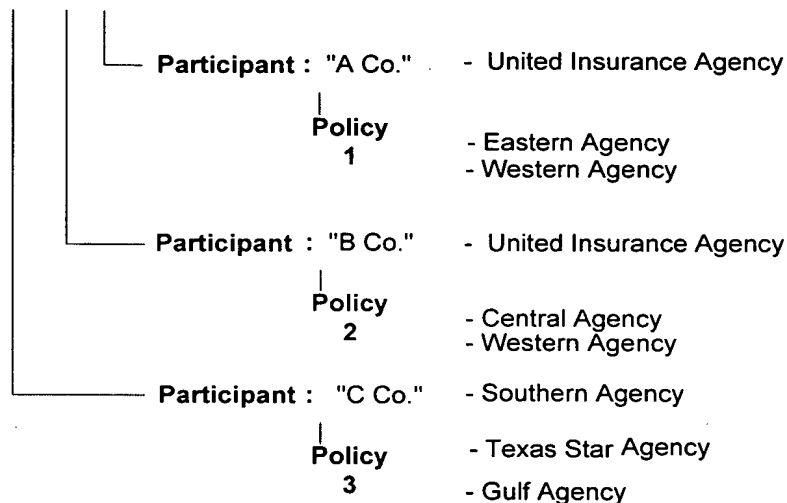 Participant : "A Co." - United Insurance Agency
Policy
1 - Eastern Agency
- Western Agency
Participant : "B Co." - United Insurance Agency
Policy
2 - Central Agency
- Western Agency
Participant : "C Co." - Southern Agency
Policy - Texas Star Agency
3 - Gulf Agency